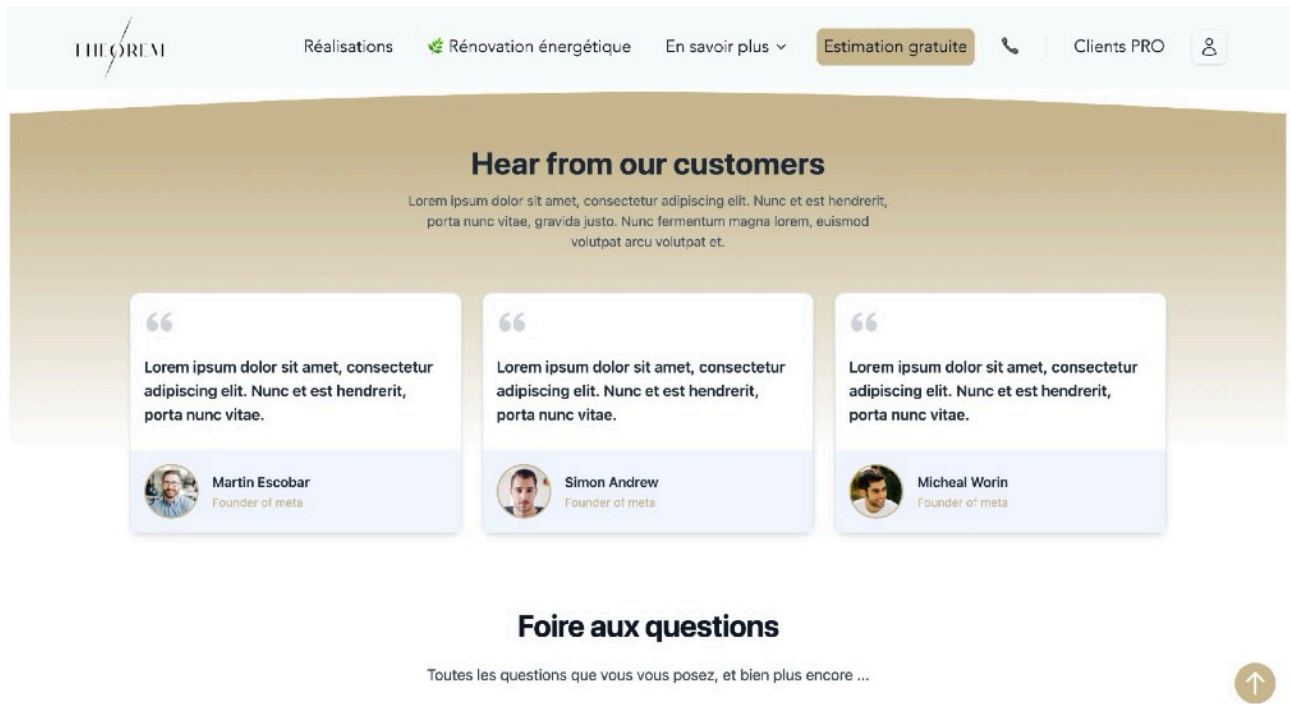 THEOREM
Réalisations
🌿 Rénovation énergétique
En savoir plus
Estimation gratuite
Clients PRO
Hear from our customers
Lorem ipsum dolor sit amet, consectetur adipiscing elit. Nunc et est hendrerit,
porta nunc vitae, gravida justo. Nunc fermentum magna lorem, euismod
volutpat arcu volutpat et.
Lorem ipsum dolor sit amet, consectetur
adipiscing elit. Nunc et est hendrerit,
porta nunc vitae.
Martin Escobar
Founder of meta
Lorem ipsum dolor sit amet, consectetur
adipiscing elit. Nunc et est hendrerit,
porta nunc vitae.
Simon Andrew
Founder of meta
Lorem ipsum dolor sit amet, consectetur
adipiscing elit. Nunc et est hendrerit,
porta nunc vitae.
Micheal Worin
Founder of meta
Foire aux questions
Toutes les questions que vous vous posez, et bien plus encore ...